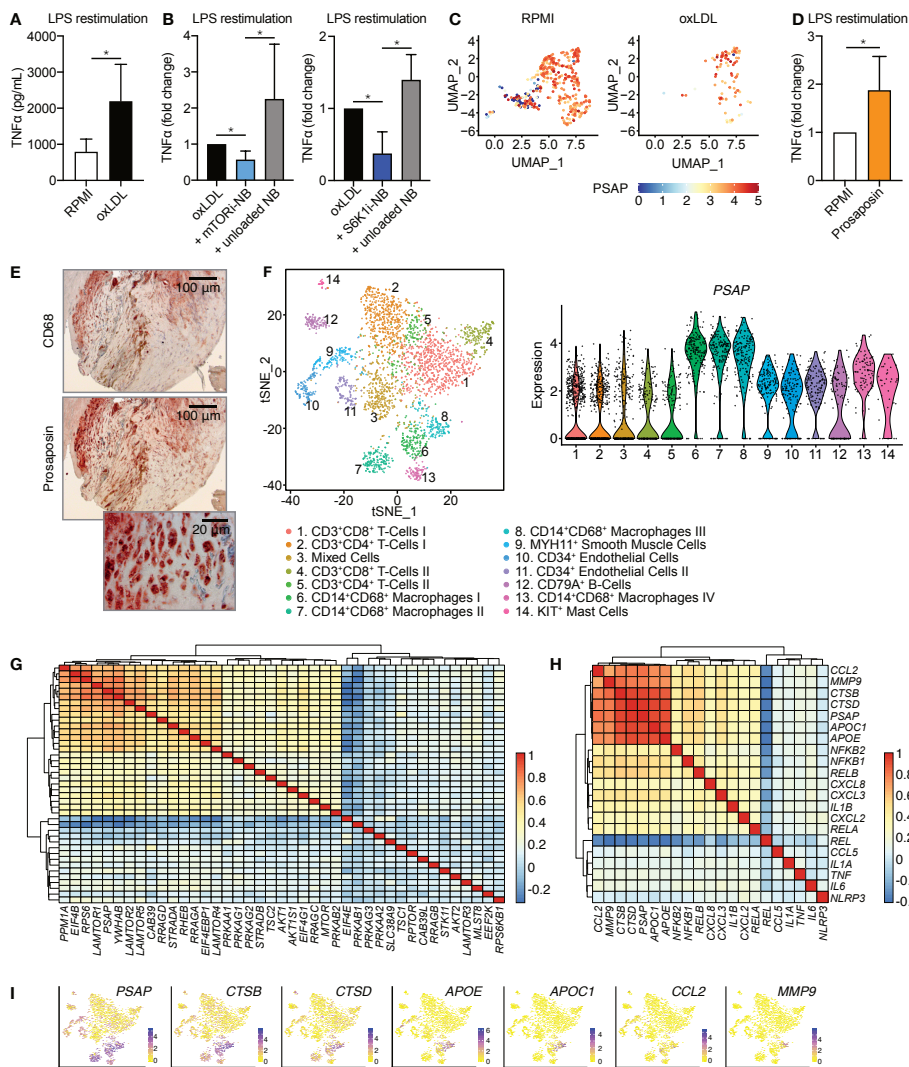 A
LPS restimulation
TNFα (pg/mL)
4000
3000
2000
1000
0
*
RPMI
oxLDL
B
LPS restimulation
TNFα (fold change)
4
3
2
1
0
*
*
oxLDL
+ mTORi-NB
+ unloaded NB
LPS restimulation
TNFα (fold change)
2
1
0
*
*
oxLDL
+ S6K1i-NB
+ unloaded NB
C
RPMI
UMAP_2
4
2
0
−2
−4
−6
0.0 2.5 5.0 7.5
UMAP_1
oxLDL
UMAP_2
4
2
0
−2
−4
−6
0.0 2.5 5.0 7.5
UMAP_1
PSAP
0 1 2 3 4 5
D
LPS restimulation
TNFα (fold change)
3
2
1
0
*
RPMI
Prosaposin
E
CD68
100 µm
Prosaposin
100 µm
20 µm
F
tSNE_2
20
0
-20
-40
-40 0 20
tSNE_1
14
2
12
5
4
9
1
10
11
3
8
6
7
13
PSAP
Expression
4
2
0
1 2 3 4 5 6 7 8 9 10 11 12 13 14
1. CD3⁺CD8⁺ T-Cells I
2. CD3⁺CD4⁺ T-Cells I
3. Mixed Cells
4. CD3⁺CD8⁺ T-Cells II
5. CD3⁺CD4⁺ T-Cells II
6. CD14⁺CD68⁺ Macrophages I
7. CD14⁺CD68⁺ Macrophages II
8. CD14⁺CD68⁺ Macrophages III
9. MYH11⁺ Smooth Muscle Cells
10. CD34⁺ Endothelial Cells
11. CD34⁺ Endothelial Cells II
12. CD79A⁺ B-Cells
13. CD14⁺CD68⁺ Macrophages IV
14. KIT⁺ Mast Cells
G
1
0.8
0.6
0.4
0.2
0
-0.2
PPM1A
EIF4B
RPS6
LAMTOR1
PSAP
YWHAB
LAMTOR2
LAMTOR5
CAB39
RRAGD
STRADA
RHEB
RRAGA
EIF4EBP1
LAMTOR4
PRKAA1
PRKAG1
PRKAG2
STRADB
TSC2
AKT1
AKT1S1
EIF4G1
RRAGC
MTOR
PRKAB2
EIF4E
PRKAB1
PRKAG3
PRKAA2
SLC38A9
TSC1
RPTOR
CAB39L
RRAGB
STK11
AKT2
LAMTOR3
MLST8
EEF2K
RPS6KB1
H
CCL2
MMP9
CTSB
CTSD
PSAP
APOC1
APOE
NFKB2
NFKB1
RELB
CXCL8
CXCL3
IL1B
CXCL2
RELA
REL
CCL5
IL1A
TNF
IL6
NLRP3
1
0.8
0.6
0.4
0.2
0
-0.2
CCL2
MMP9
CTSB
CTSD
PSAP
APOC1
APOE
NFKB2
NFKB1
RELB
CXCL8
CXCL3
IL1B
CXCL2
RELA
REL
CCL5
IL1A
TNF
IL6
NLRP3
I
PSAP
4
2
0
CTSB
4
2
0
CTSD
4
2
0
APOE
6
4
2
0
APOC1
4
2
0
CCL2
4
2
0
MMP9
4
2
0